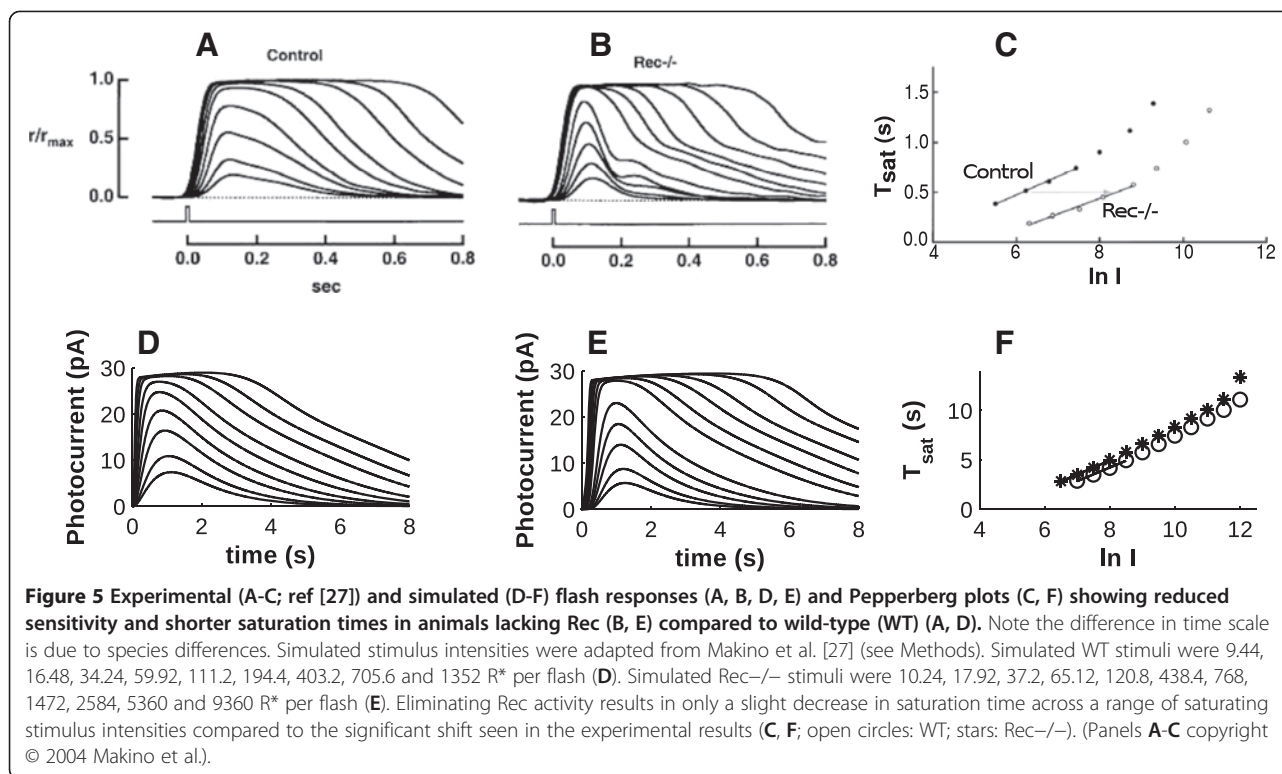 A
B
C
Control
Rec-/-
1.0
r/rmax
0.5
0.0
0.0 0.2 0.4 0.6 0.8
sec
0.0 0.2 0.4 0.6 0.8
Tsat (s)
1.5
1.0
0.5
0.0
Control
Rec-/-
4 6 8 10 12
ln I
D
E
F
Photocurrent (pA)
30
20
10
0
0 2 4 6 8
time (s)
Photocurrent (pA)
30
20
10
0
0 2 4 6 8
time (s)
Tsat (s)
10
5
0
4 6 8 10 12
ln I
Figure 5 Experimental (A-C; ref [27]) and simulated (D-F) flash responses (A, B, D, E) and Pepperberg plots (C, F) showing reduced
sensitivity and shorter saturation times in animals lacking Rec (B, E) compared to wild-type (WT) (A, D). Note the difference in time scale
is due to species differences. Simulated stimulus intensities were adapted from Makino et al. [27] (see Methods). Simulated WT stimuli were 9.44,
16.48, 34.24, 59.92, 111.2, 194.4, 403.2, 705.6 and 1352 R* per flash (D). Simulated Rec−/− stimuli were 10.24, 17.92, 37.2, 65.12, 120.8, 438.4, 768,
1472, 2584, 5360 and 9360 R* per flash (E). Eliminating Rec activity results in only a slight decrease in saturation time across a range of saturating
stimulus intensities compared to the significant shift seen in the experimental results (C, F; open circles: WT; stars: Rec−/−). (Panels A-C copyright
© 2004 Makino et al.).